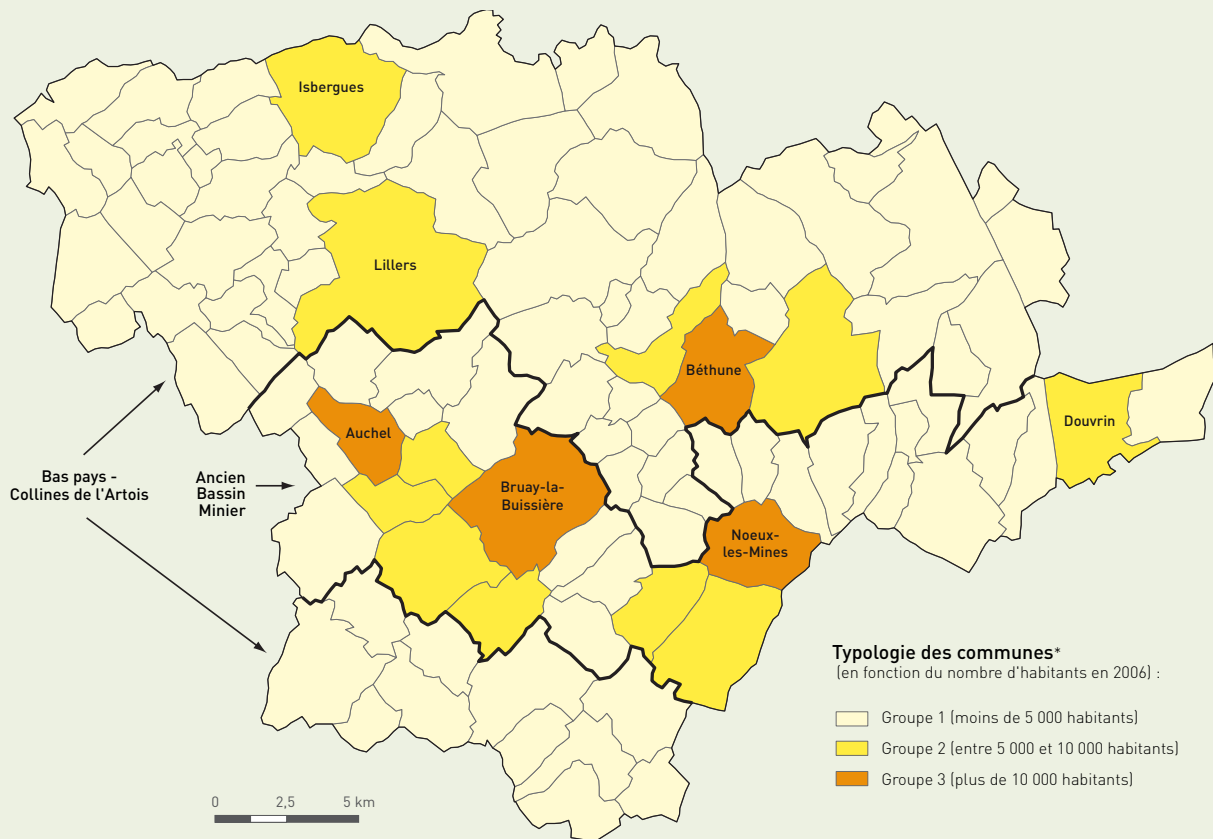 Isbergues
Lillers
Béthune
Douvrin
Auchel
Bas pays -
Collines de l'Artois
Ancien
Bassin
Minier
Bruay-la-
Buissière
Noeux-
les-Mines
Typologie des communes*
(en fonction du nombre d'habitants en 2006) :
Groupe 1 (moins de 5 000 habitants)
Groupe 2 (entre 5 000 et 10 000 habitants)
Groupe 3 (plus de 10 000 habitants)
0 2,5 5 km